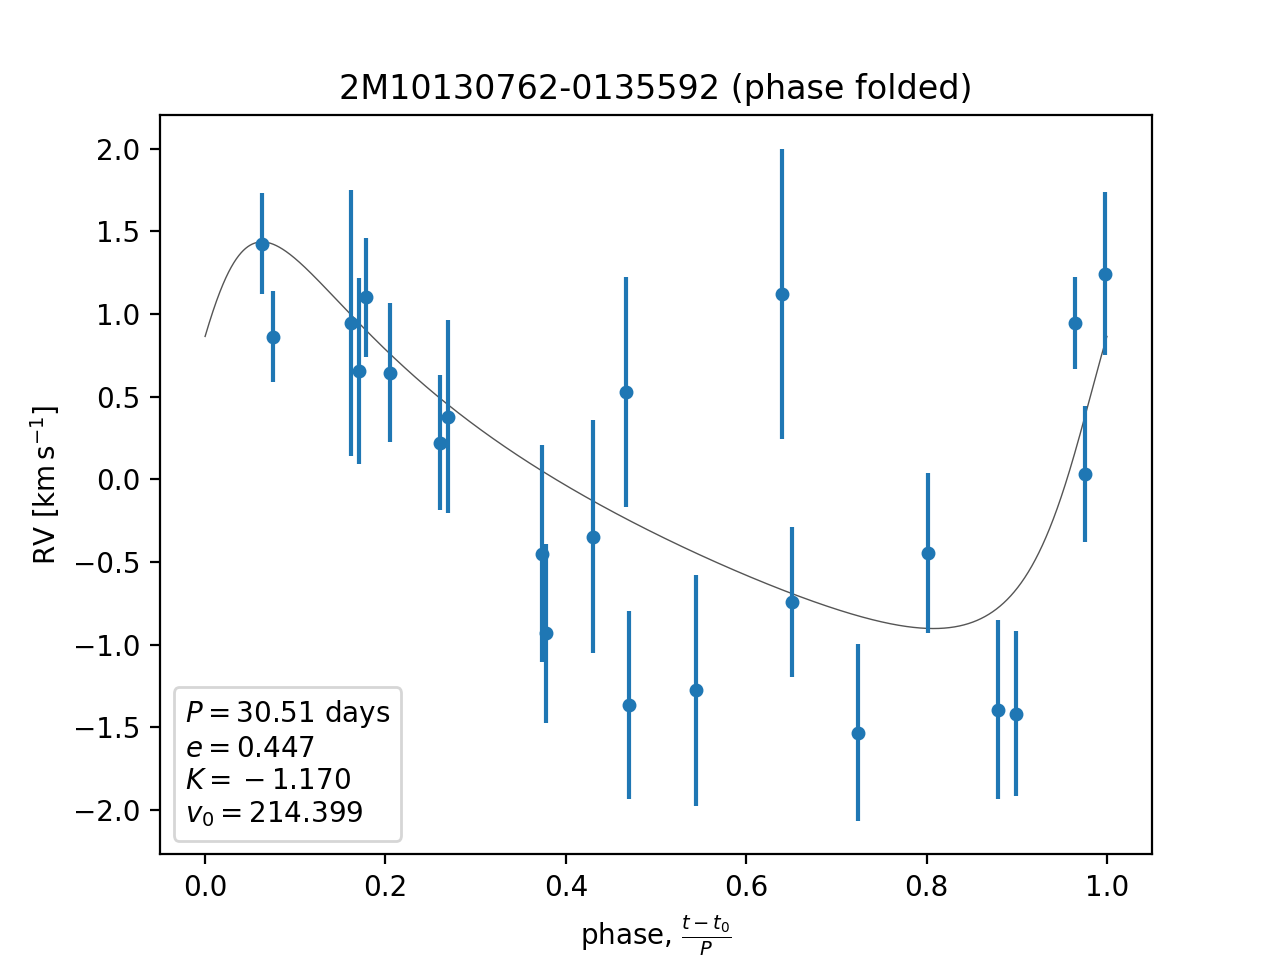 2M10130762-0135592 (phase folded)
2.0
1.5
1.0
0.5
0.0
−0.5
−1.0
−1.5
−2.0
RV [km s⁻¹]
P = 30.51 days
e = 0.447
K = −1.170
v₀ = 214.399
0.0 0.2 0.4 0.6 0.8 1.0
phase, (t − t₀)/P